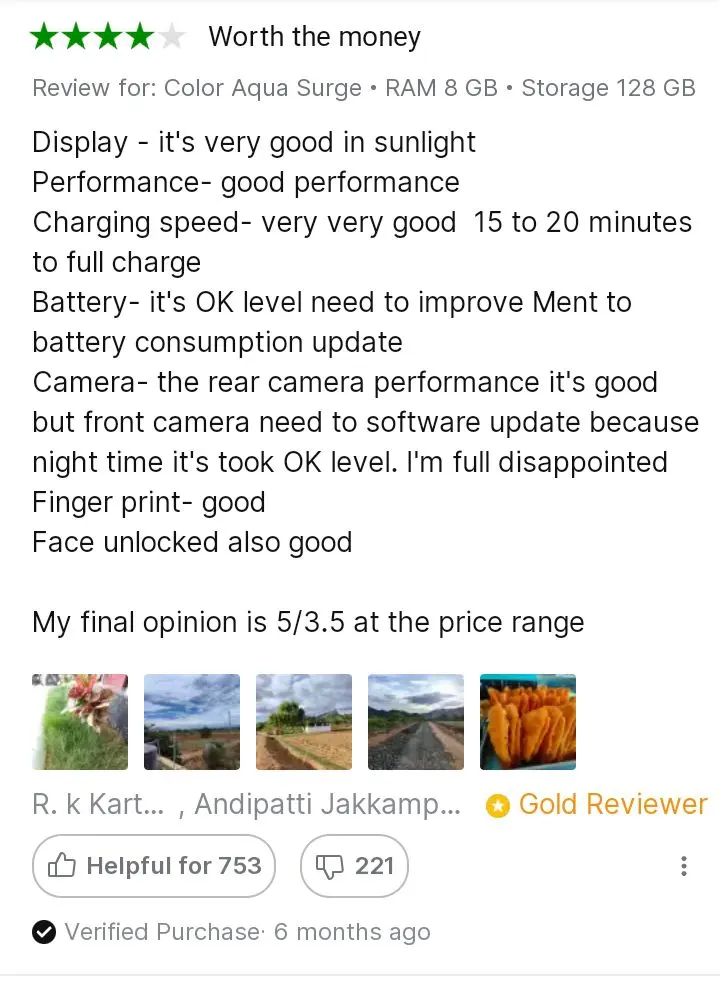 Worth the money
Review for: Color Aqua Surge • RAM 8 GB • Storage 128 GB
Display - it's very good in sunlight
Performance- good performance
Charging speed- very very good  15 to 20 minutes
to full charge
Battery- it's OK level need to improve Ment to
battery consumption update
Camera- the rear camera performance it's good
but front camera need to software update because
night time it's took OK level. I'm full disappointed
Finger print- good
Face unlocked also good
My final opinion is 5/3.5 at the price range
R. k Kart... , Andipatti Jakkamp... Gold Reviewer
Helpful for 753 221
Verified Purchase· 6 months ago